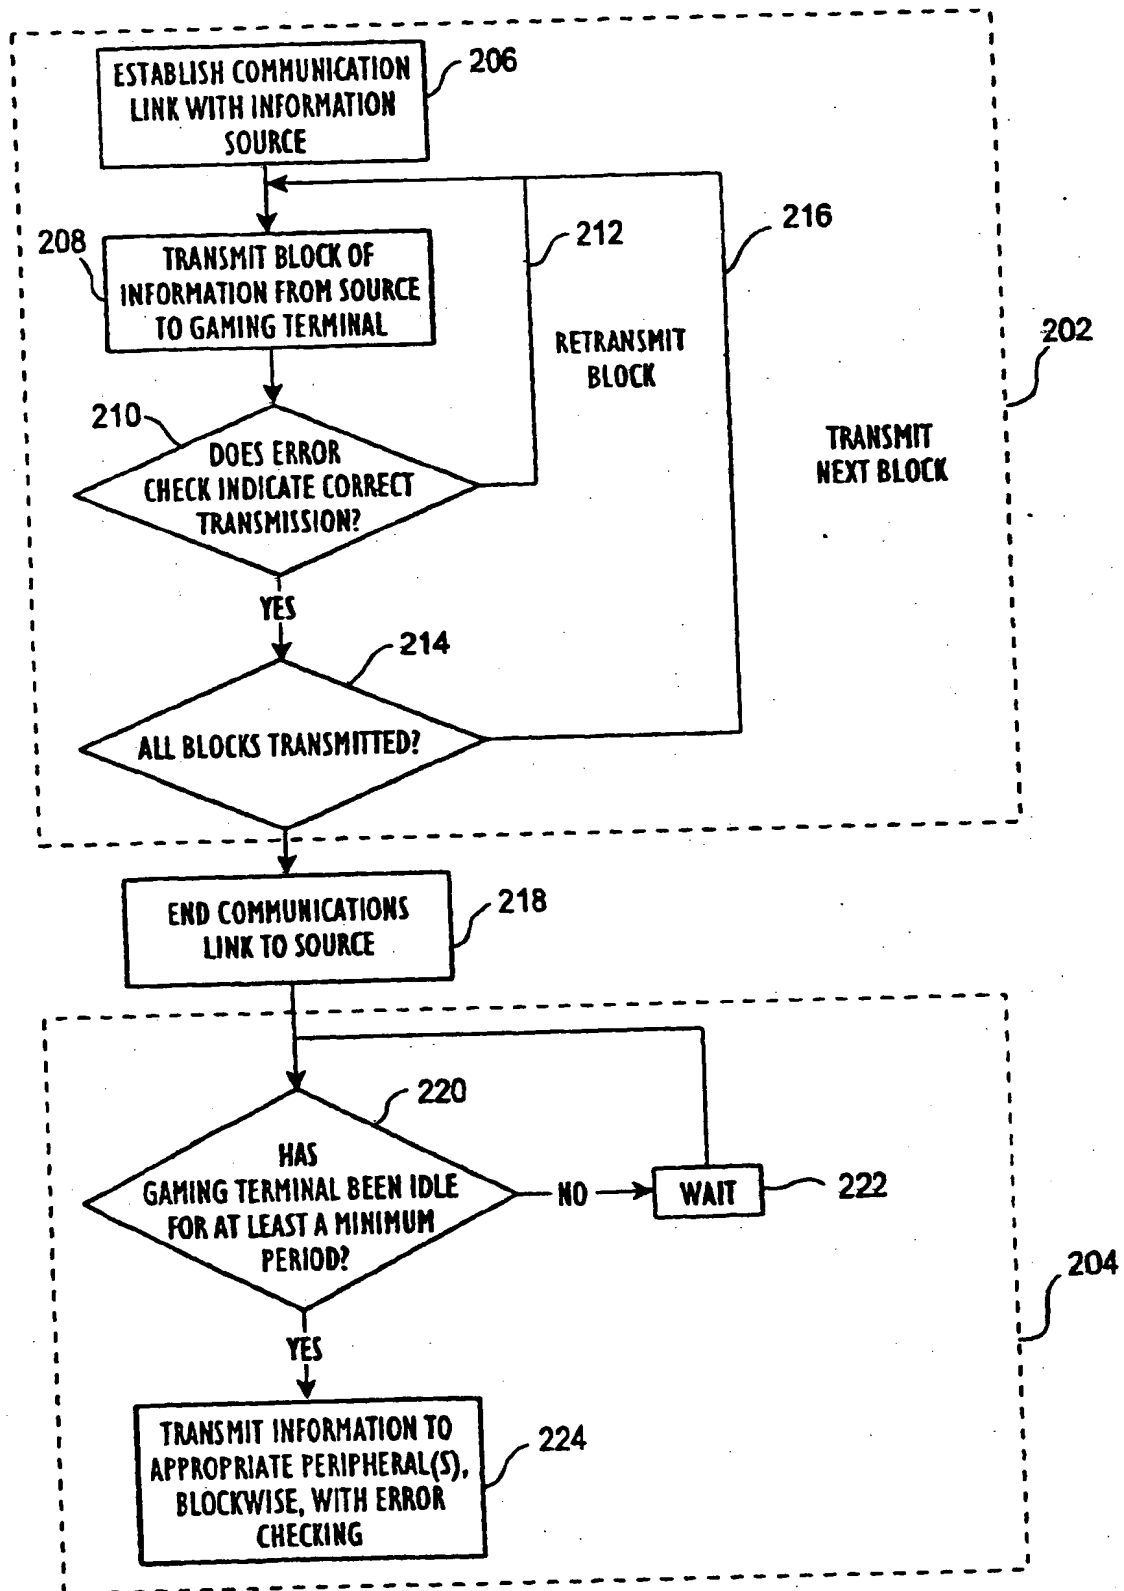 ESTABLISH COMMUNICATION
LINK WITH INFORMATION
SOURCE
206
208
TRANSMIT BLOCK OF
INFORMATION FROM SOURCE
TO GAMING TERMINAL
212
216
RETRANSMIT
BLOCK
202
210
DOES ERROR
CHECK INDICATE CORRECT
TRANSMISSION?
TRANSMIT
NEXT BLOCK
YES
214
ALL BLOCKS TRANSMITTED?
END COMMUNICATIONS
LINK TO SOURCE
218
220
HAS
GAMING TERMINAL BEEN IDLE
FOR AT LEAST A MINIMUM
PERIOD?
NO
WAIT
222
204
YES
TRANSMIT INFORMATION TO
APPROPRIATE PERIPHERAL(S),
BLOCKWISE, WITH ERROR
CHECKING
224